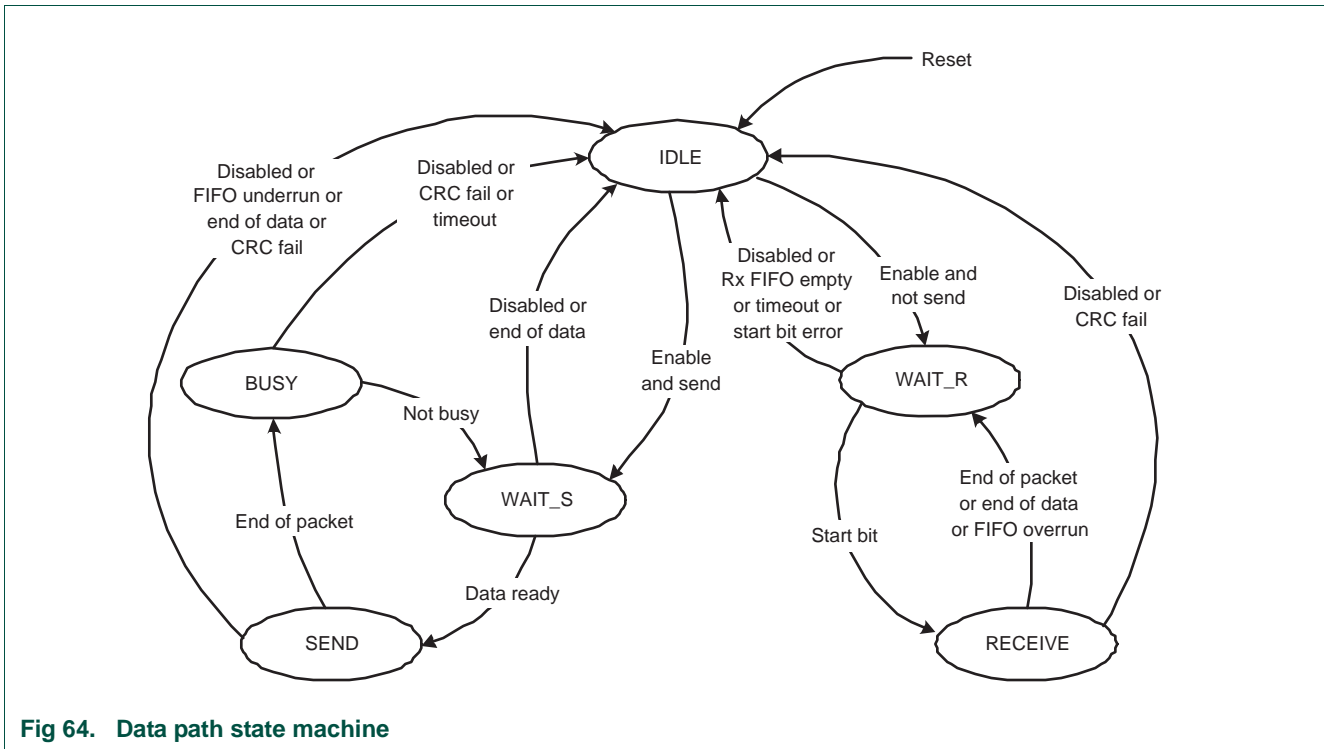 Reset
IDLE
Disabled or
FIFO underrun or
end of data or
CRC fail
Disabled or
CRC fail or
timeout
Disabled or
end of data
Enable
and send
Disabled or
Rx FIFO empty
or timeout or
start bit error
Enable and
not send
Disabled or
CRC fail
BUSY
Not busy
WAIT_R
WAIT_S
End of packet
Data ready
Start bit
End of packet
or end of data
or FIFO overrun
SEND
RECEIVE
Fig 64. Data path state machine